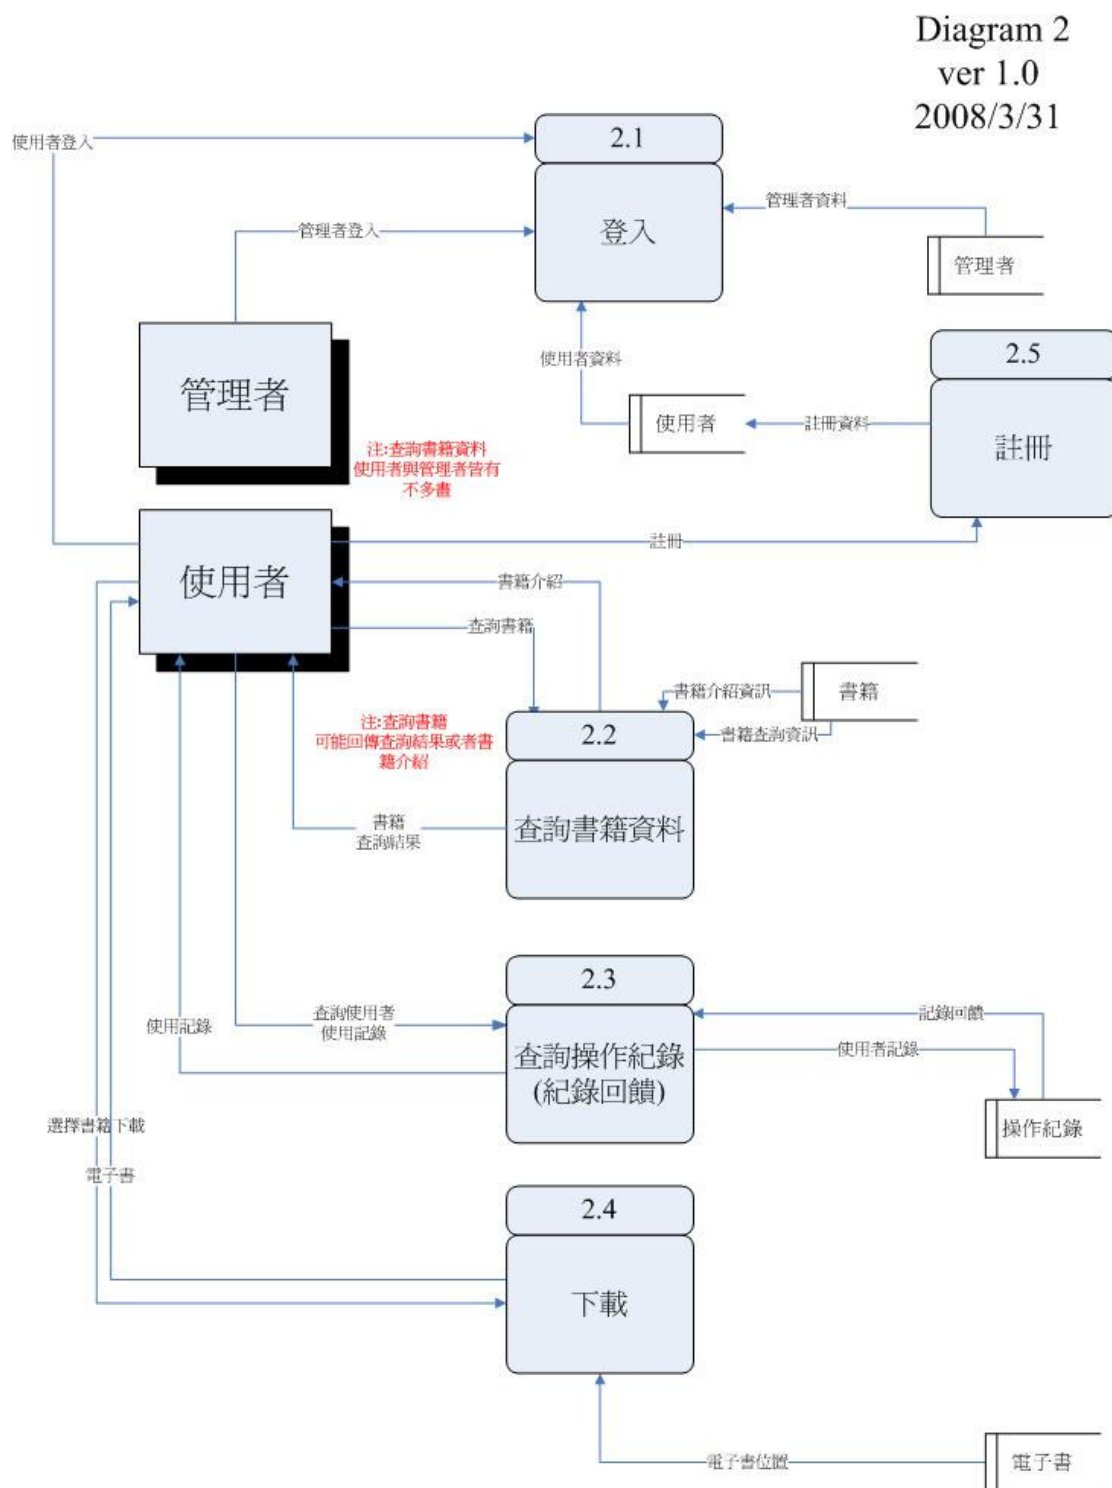 Diagram 2
ver 1.0
2008/3/31
使用者登入
2.1
登入
管理者登入
管理者資料
管理者
管理者
使用者資料
使用者
註冊資料
2.5
註冊
注:查詢書籍資料
使用者與管理者皆有
不多畫
使用者
註冊
書籍介紹
查詢書籍
書籍介紹資訊
書籍
書籍查詢資訊
注:查詢書籍
可能回傳查詢結果或者書
籍介紹
2.2
查詢書籍資料
書籍
查詢結果
2.3
查詢操作紀錄
(紀錄回饋)
使用記錄
查詢使用者
使用記錄
記錄回饋
使用者記錄
操作紀錄
選擇書籍下載
電子書
2.4
下載
電子書位置
電子書